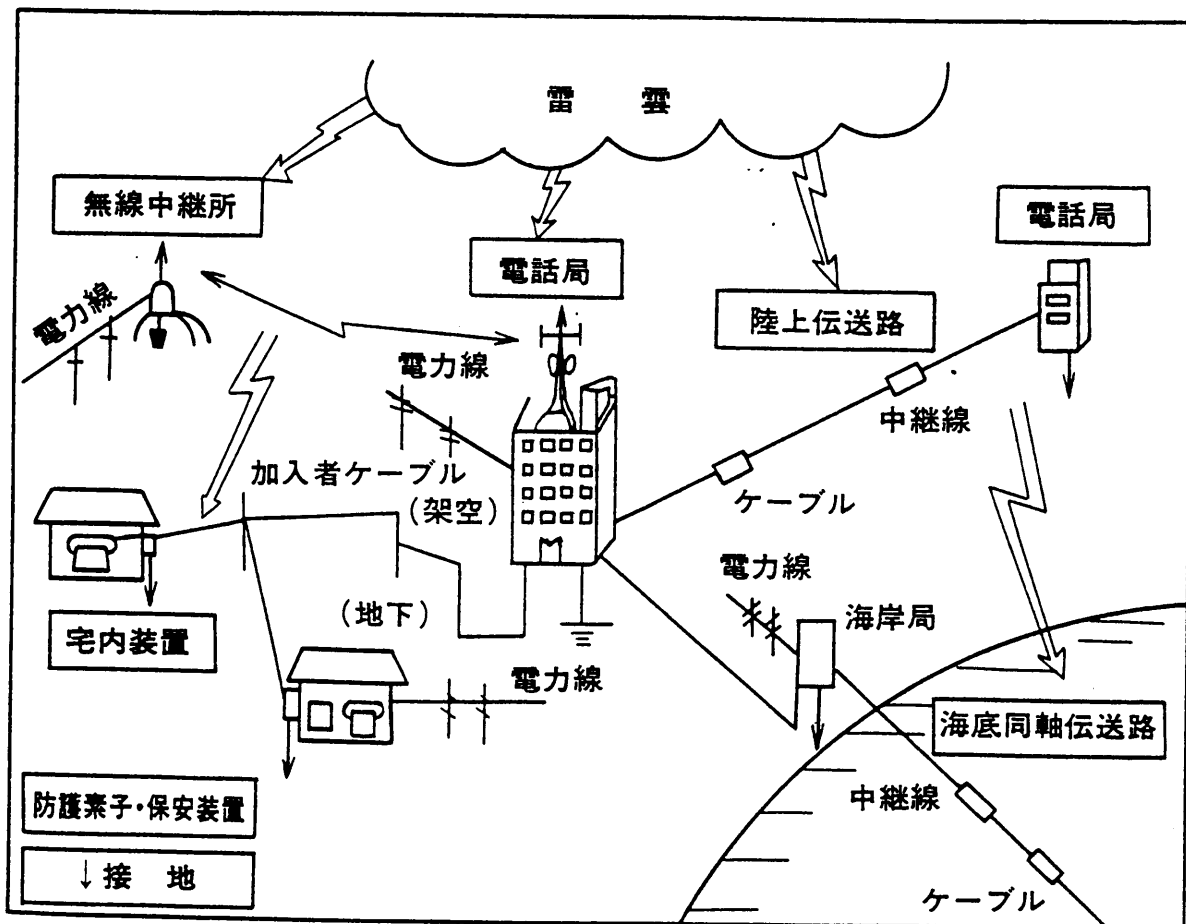 雷 雲
無線中継所
電話局
電話局
電力線
陸上伝送路
電力線
中継線
加入者ケーブル
(架空)
ケーブル
電力線
(地下)
海岸局
宅内装置
電力線
海底同軸伝送路
防護素子・保安装置
中継線
↓接 地
ケーブル